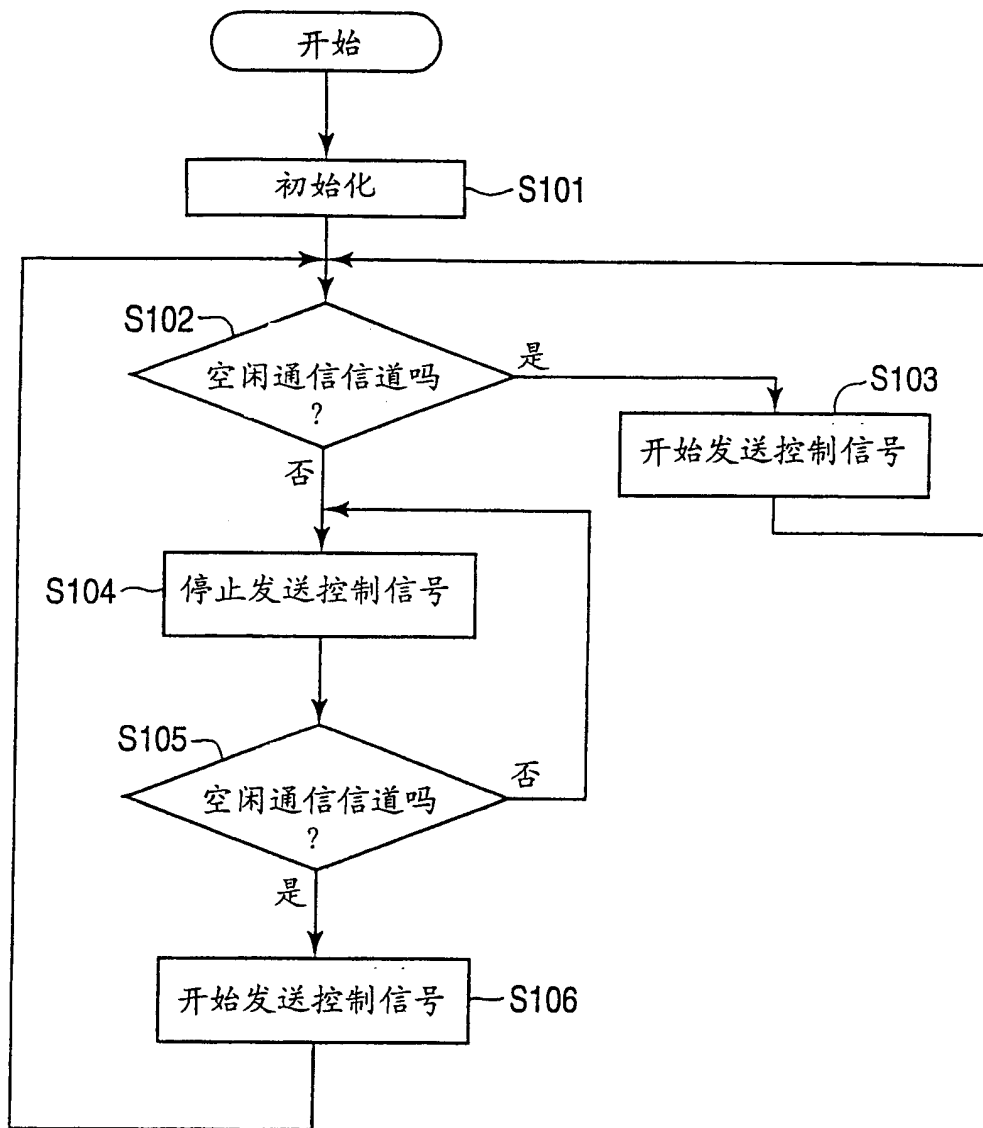 开始
初始化
S101
S102
空闲通信信道吗
?
是
S103
开始发送控制信号
否
S104
停止发送控制信号
S105
空闲通信信道吗
?
否
是
开始发送控制信号
S106